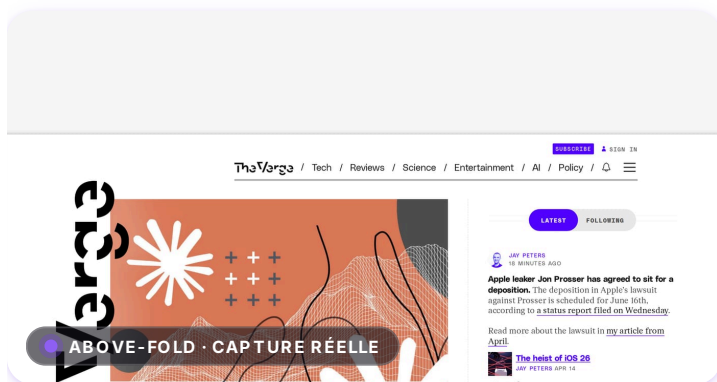 SUBSCRIBE SIGN IN
TheVerge / Tech / Reviews / Science / Entertainment / AI / Policy /
Verge
LATEST FOLLOWING
JAY PETERS
18 MINUTES AGO
Apple leaker Jon Prosser has agreed to sit for a
deposition. The deposition in Apple's lawsuit
against Prosser is scheduled for June 16th,
according to a status report filed on Wednesday.
Read more about the lawsuit in my article from
April.
The heist of iOS 26
JAY PETERS APR 14
ABOVE-FOLD · CAPTURE RÉELLE